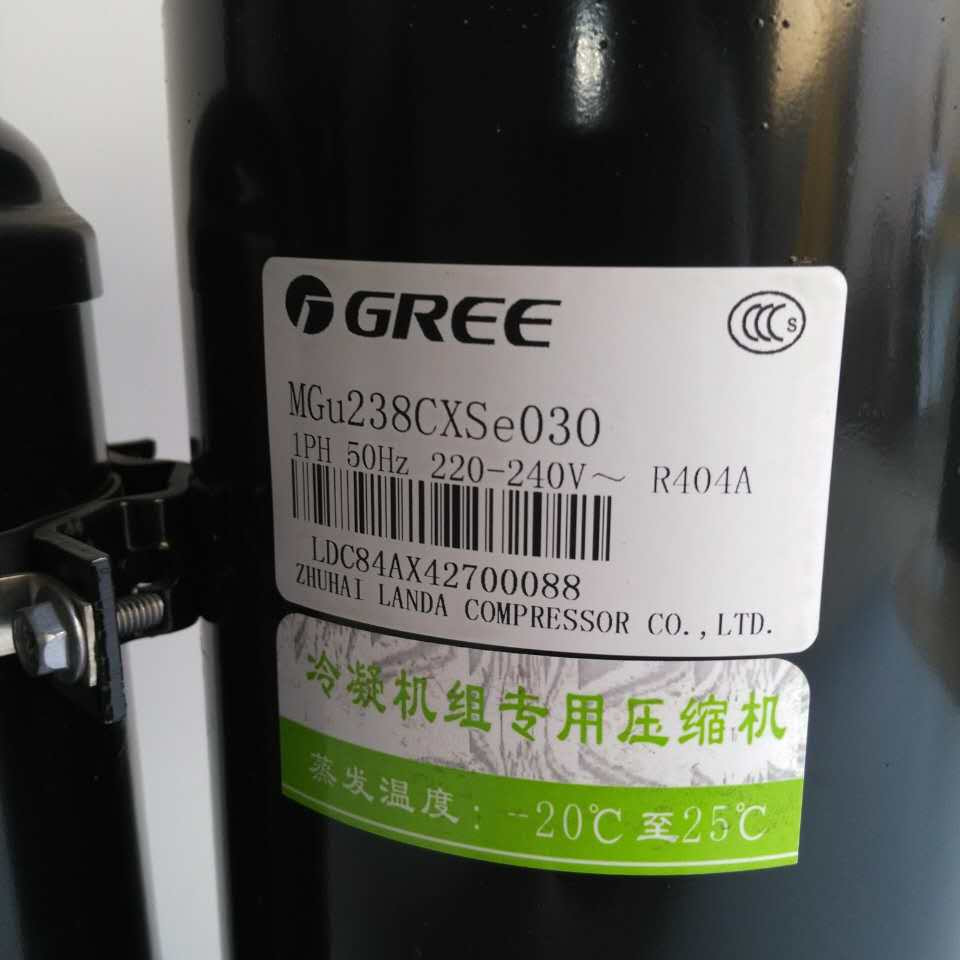 GREE
CCC S
MGu238CXSe030
1PH 50Hz 220-240V～ R404A
LDC84AX42700088
ZHUHAI LANDA COMPRESSOR CO.,LTD.
冷凝机组专用压缩机
蒸发温度：-20℃至25℃